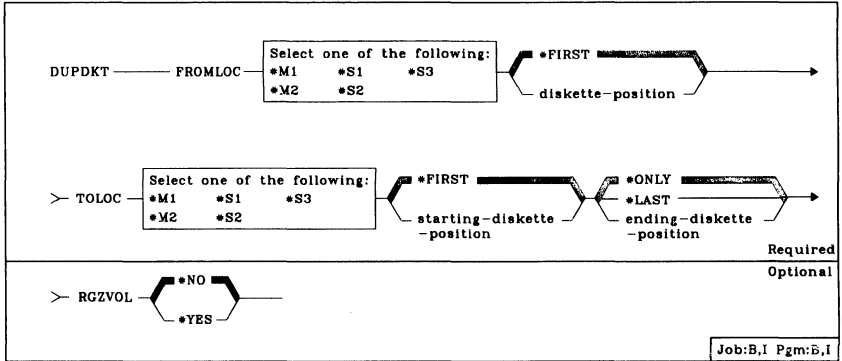 Select one of the following:
*FIRST
DUPDKT FROMLOC *M1 *S1 *S3
*M2 *S2
diskette-position
Select one of the following:
*FIRST *ONLY
TOLOC *M1 *S1 *S3 *LAST
*M2 *S2
starting-diskette ending-diskette
-position -position
Required
Optional
RGZVOL *NO
*YES
Job:B,I Pgm:B,I